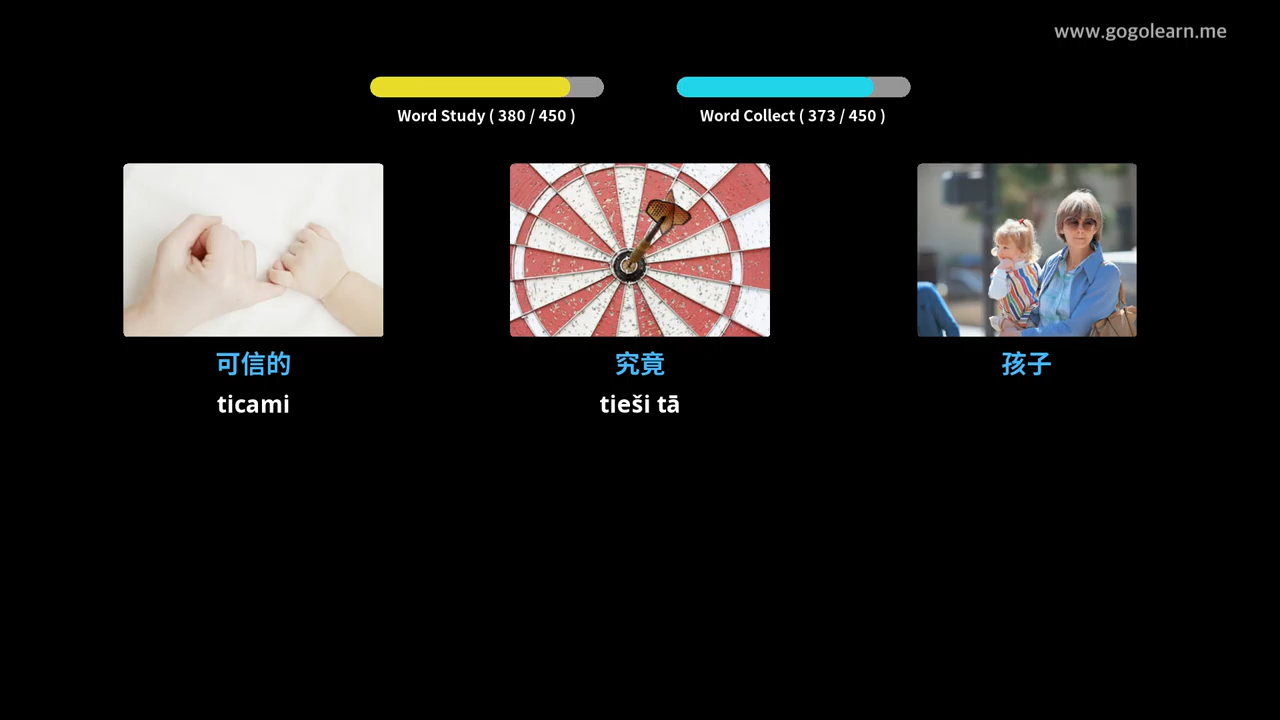 www.gogolearn.me
Word Study ( 380 / 450 )
Word Collect ( 373 / 450 )
可信的
究竟
孩子
ticami
tieši tā